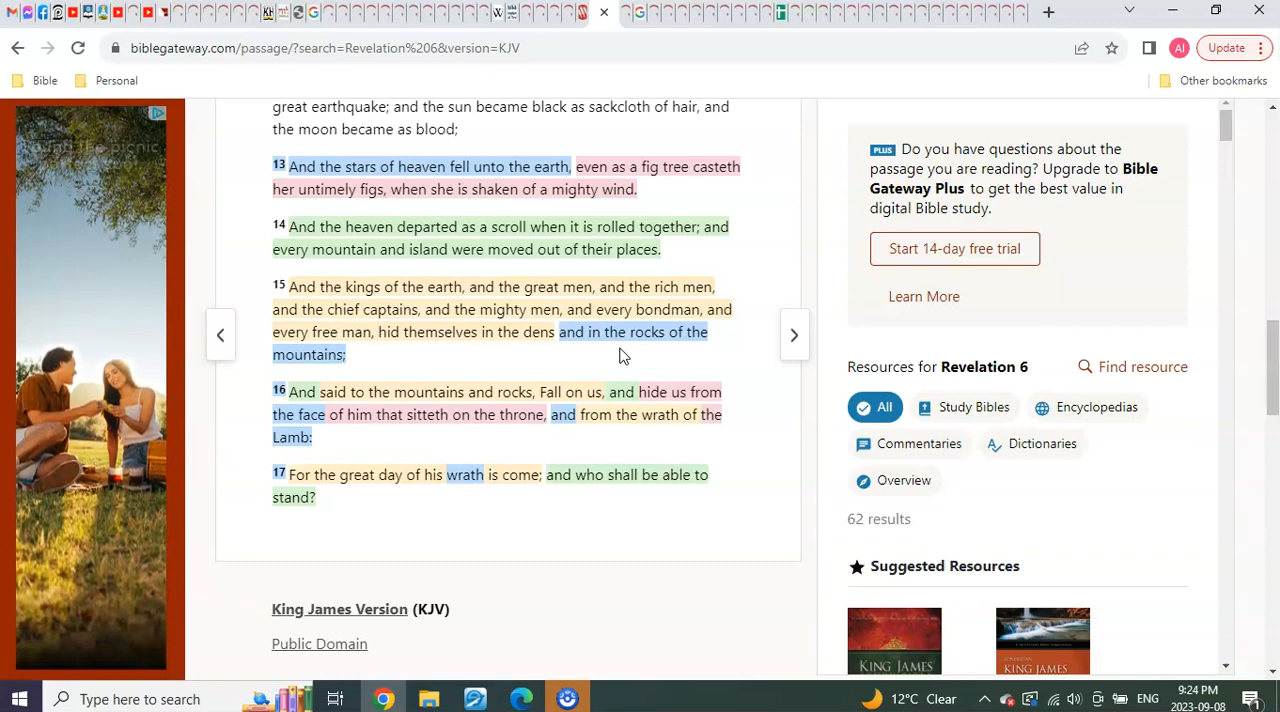 biblegateway.com/passage/?search=Revelation%206&version=KJV
AI
Update
Bible
Personal
Other bookmarks
great earthquake; and the sun became black as sackcloth of hair, and
the moon became as blood;
13 And the stars of heaven fell unto the earth, even as a fig tree casteth
her untimely figs, when she is shaken of a mighty wind.
14 And the heaven departed as a scroll when it is rolled together; and
every mountain and island were moved out of their places.
15 And the kings of the earth, and the great men, and the rich men,
and the chief captains, and the mighty men, and every bondman, and
every free man, hid themselves in the dens and in the rocks of the
mountains;
16 And said to the mountains and rocks, Fall on us, and hide us from
the face of him that sitteth on the throne, and from the wrath of the
Lamb:
17 For the great day of his wrath is come; and who shall be able to
stand?
King James Version (KJV)
Public Domain
PLUS Do you have questions about the
passage you are reading? Upgrade to Bible
Gateway Plus to get the best value in
digital Bible study.
Start 14-day free trial
Learn More
Resources for Revelation 6
Find resource
All
Study Bibles
Encyclopedias
Commentaries
Dictionaries
Overview
62 results
Suggested Resources
KING JAMES
KING JAMES
Type here to search
12°C Clear
ENG
9:24 PM
2023-09-08